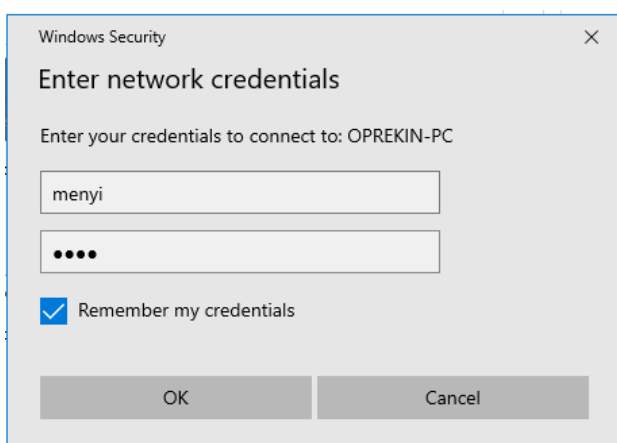 Windows Security
Enter network credentials
Enter your credentials to connect to: OPREKIN-PC
menyi
••••
Remember my credentials
OK Cancel